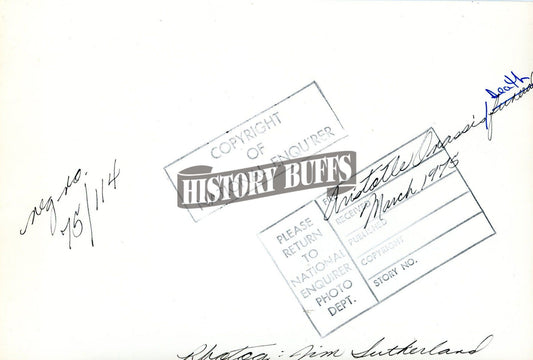 COPYRIGHT
OF
ENQUIRER
HISTORY BUFFS
death
Aristotle Onassis funeral
March 1975
RECEIVED
PUBLISHED
COPYRIGHT
STORY NO.
PLEASE
RETURN
TO
NATIONAL
ENQUIRER
PHOTO
DEPT.
neg no.
75/114
Photog: Jim Sutherland